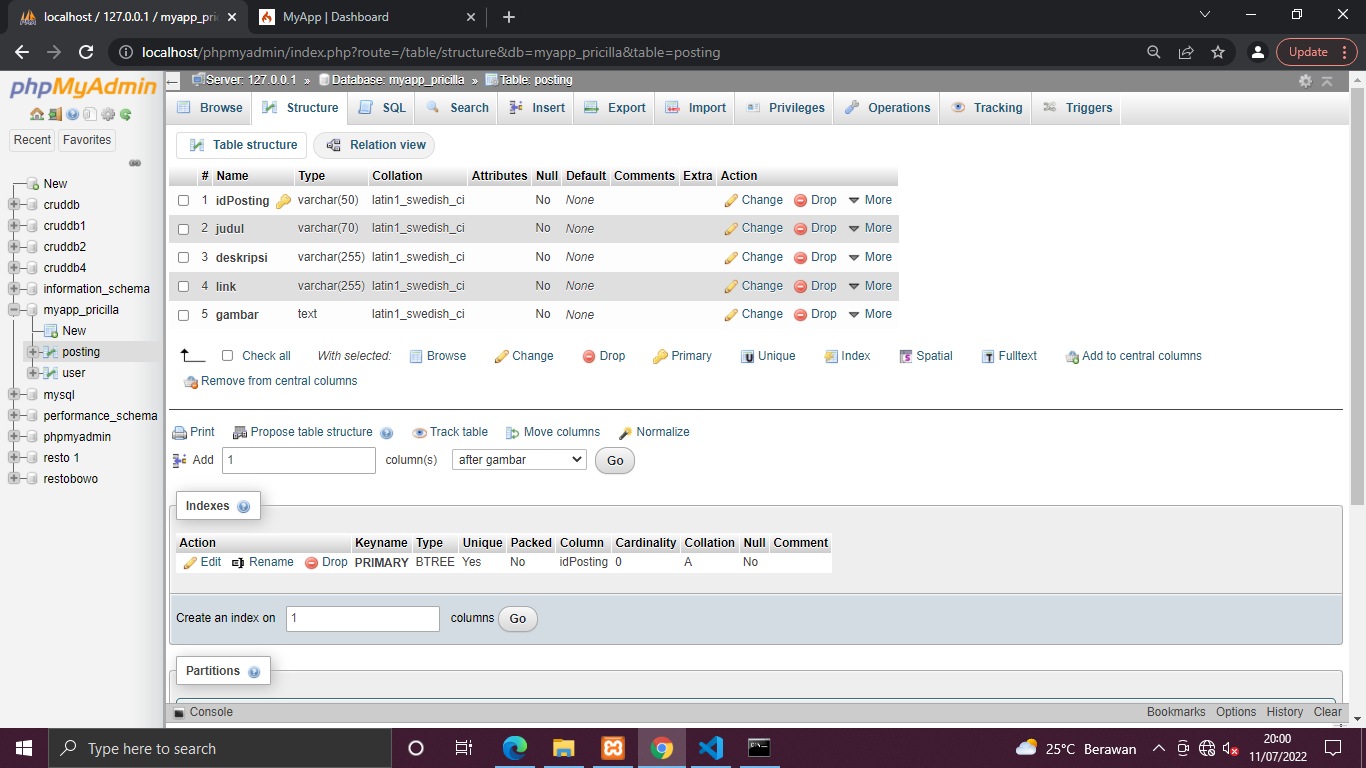 localhost / 127.0.0.1 / myapp_pri
MyApp | Dashboard
localhost/phpmyadmin/index.php?route=/table/structure&db=myapp_pricilla&table=posting
Update
phpMyAdmin
Recent Favorites
New
cruddb
cruddb1
cruddb2
cruddb4
information_schema
myapp_pricilla
New
posting
user
mysql
performance_schema
phpmyadmin
resto 1
restobowo
Server: 127.0.0.1 » Database: myapp_pricilla » Table: posting
Browse Structure SQL Search Insert Export Import Privileges Operations Tracking Triggers
Table structure Relation view
# Name Type Collation Attributes Null Default Comments Extra Action
1 idPosting varchar(50) latin1_swedish_ci No None Change Drop More
2 judul varchar(70) latin1_swedish_ci No None Change Drop More
3 deskripsi varchar(255) latin1_swedish_ci No None Change Drop More
4 link varchar(255) latin1_swedish_ci No None Change Drop More
5 gambar text latin1_swedish_ci No None Change Drop More
Check all With selected: Browse Change Drop Primary Unique Index Spatial Fulltext Add to central columns
Remove from central columns
Print Propose table structure Track table Move columns Normalize
Add 1 column(s) after gambar Go
Indexes
Action Keyname Type Unique Packed Column Cardinality Collation Null Comment
Edit Rename Drop PRIMARY BTREE Yes No idPosting 0 A No
Create an index on 1 columns Go
Partitions
Console Bookmarks Options History Clear
Type here to search
25°C Berawan
20:00
11/07/2022